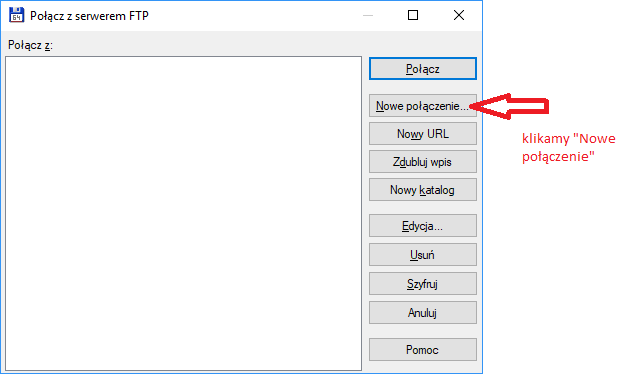 64
Połącz z serwerem FTP
Połącz z:
Połącz
Nowe połączenie...
klikamy "Nowe
połączenie"
Nowy URL
Zdubluj wpis
Nowy katalog
Edycja...
Usuń
Szyfruj
Anuluj
Pomoc